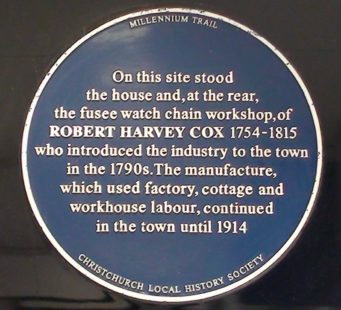 MILLENNIUM TRAIL
On this site stood
the house and, at the rear,
the fusee watch chain workshop, of
ROBERT HARVEY COX 1754-1815
who introduced the industry to the town
in the 1790s. The manufacture,
which used factory, cottage and
workhouse labour, continued
in the town until 1914
CHRISTCHURCH LOCAL HISTORY SOCIETY